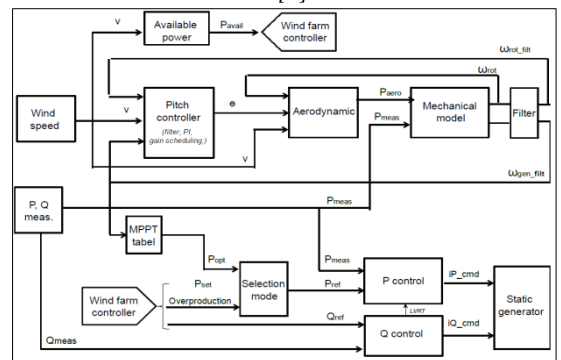 v
Available
power
Pavail
Wind farm
controller
ωrot_filt
ωrot
Wind
speed
v
Pitch
controller
(filter, PI,
gain scheduling,)
e
Aerodynamic
Paero
Pmeas
Mechanical
model
Filter
v
ωgen_filt
P, Q
meas.
Pmeas
MPPT
tabel
Popt
Pmeas
Wind farm
controller
Pset
Overproduction
Selection
mode
Pref
P control
iP_cmd
Static
generator
Qref
LVRT
Q control
iQ_cmd
Qmeas